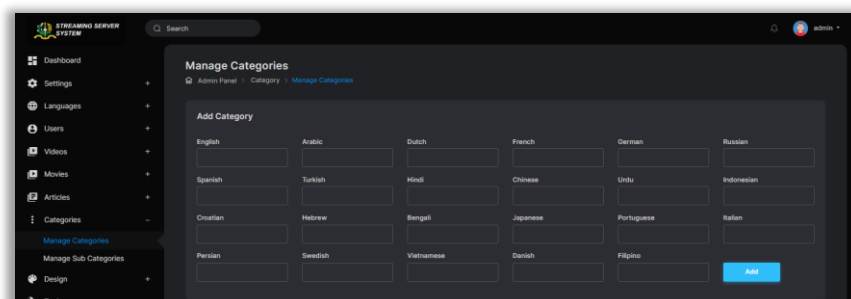 STREAMING SERVER
SYSTEM
Search
admin
Dashboard
Settings +
Languages +
Users +
Videos +
Movies +
Articles +
Categories –
Manage Categories
Manage Sub Categories
Design +
Manage Categories
Admin Panel > Category > Manage Categories
Add Category
English Arabic Dutch French German Russian
Spanish Turkish Hindi Chinese Urdu Indonesian
Croatian Hebrew Bengali Japanese Portuguese Italian
Persian Swedish Vietnamese Danish Filipino
Add